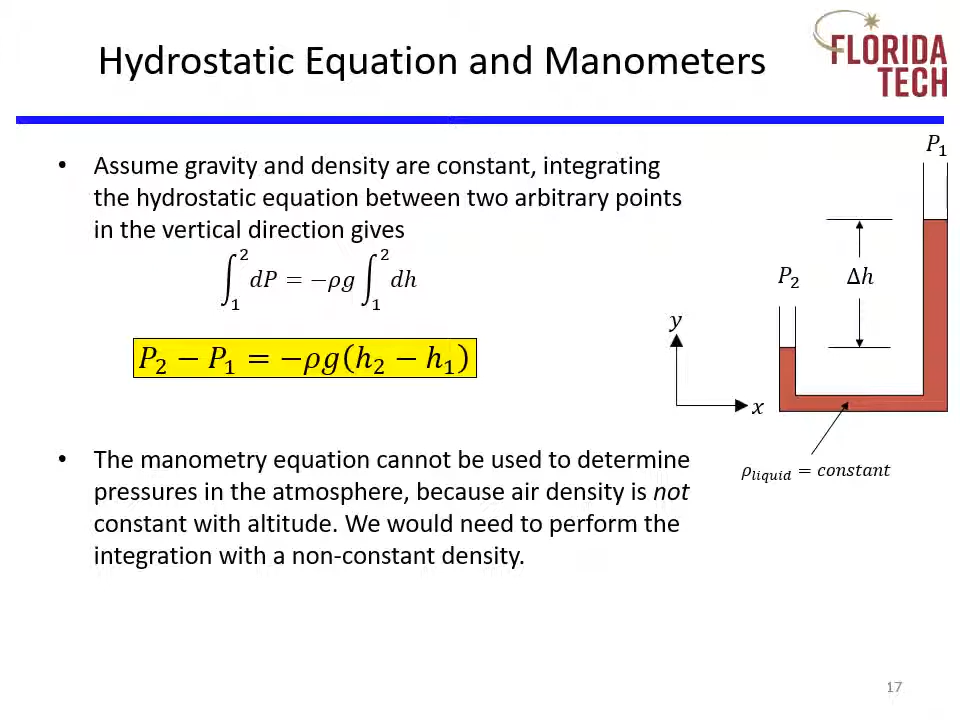 Hydrostatic Equation and Manometers
FLORIDA
TECH
• Assume gravity and density are constant, integrating
the hydrostatic equation between two arbitrary points
in the vertical direction gives
∫₁² dP = −ρg ∫₁² dh
P₂ − P₁ = −ρg(h₂ − h₁)
P₁
P₂
Δh
y
x
ρ_liquid = constant
• The manometry equation cannot be used to determine
pressures in the atmosphere, because air density is not
constant with altitude. We would need to perform the
integration with a non-constant density.
17